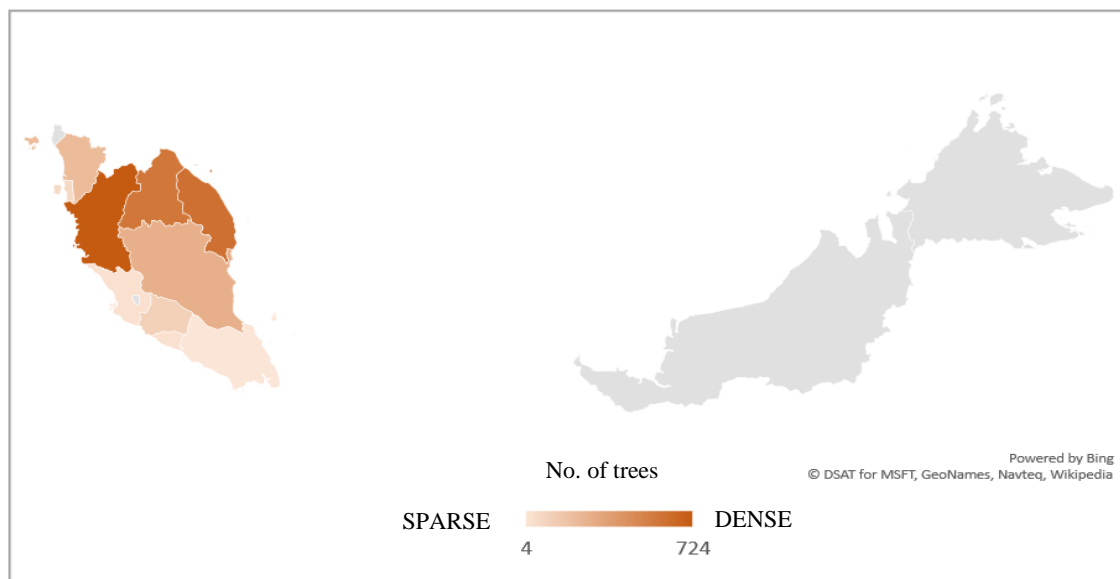 Powered by Bing
© DSAT for MSFT, GeoNames, Navteq, Wikipedia
No. of trees
SPARSE DENSE
4 724